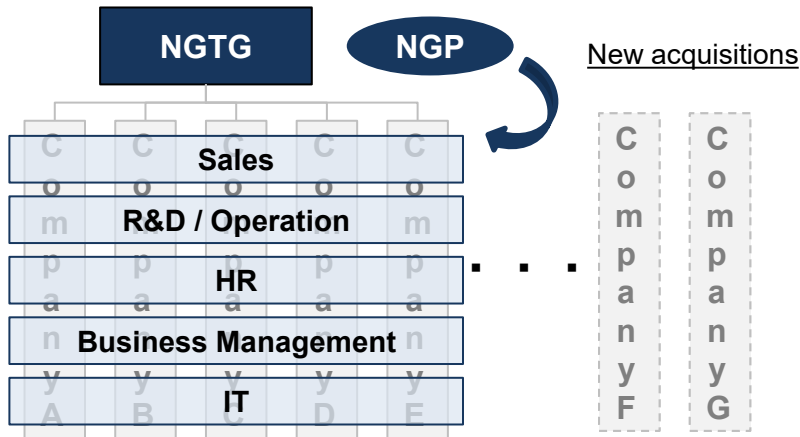 NGTG
NGP
New acquisitions
Sales
R&D / Operation
HR
Business Management
IT
Company A
Company B
Company C
Company D
Company E
. . .
Company F
Company G